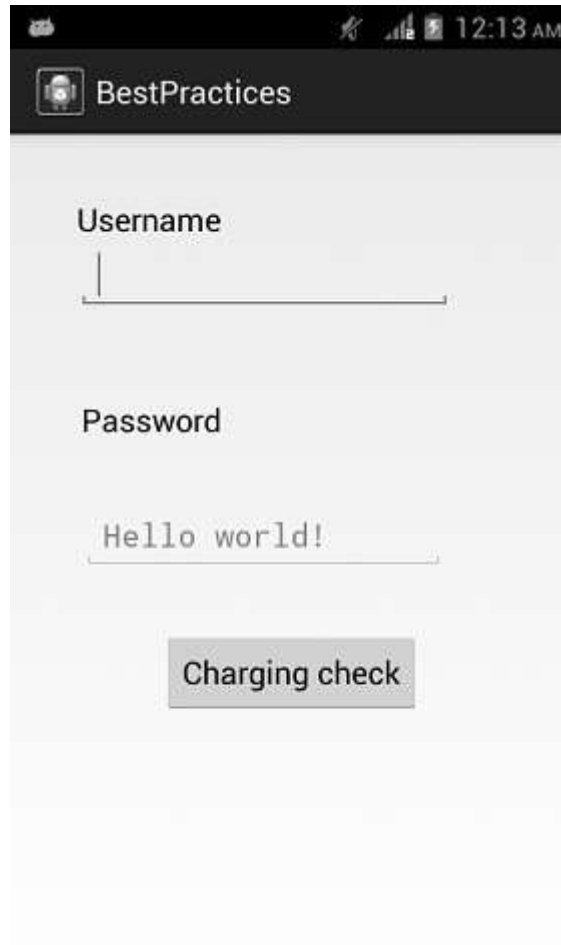 12:13 AM
BestPractices
Username
Password
Hello world!
Charging check